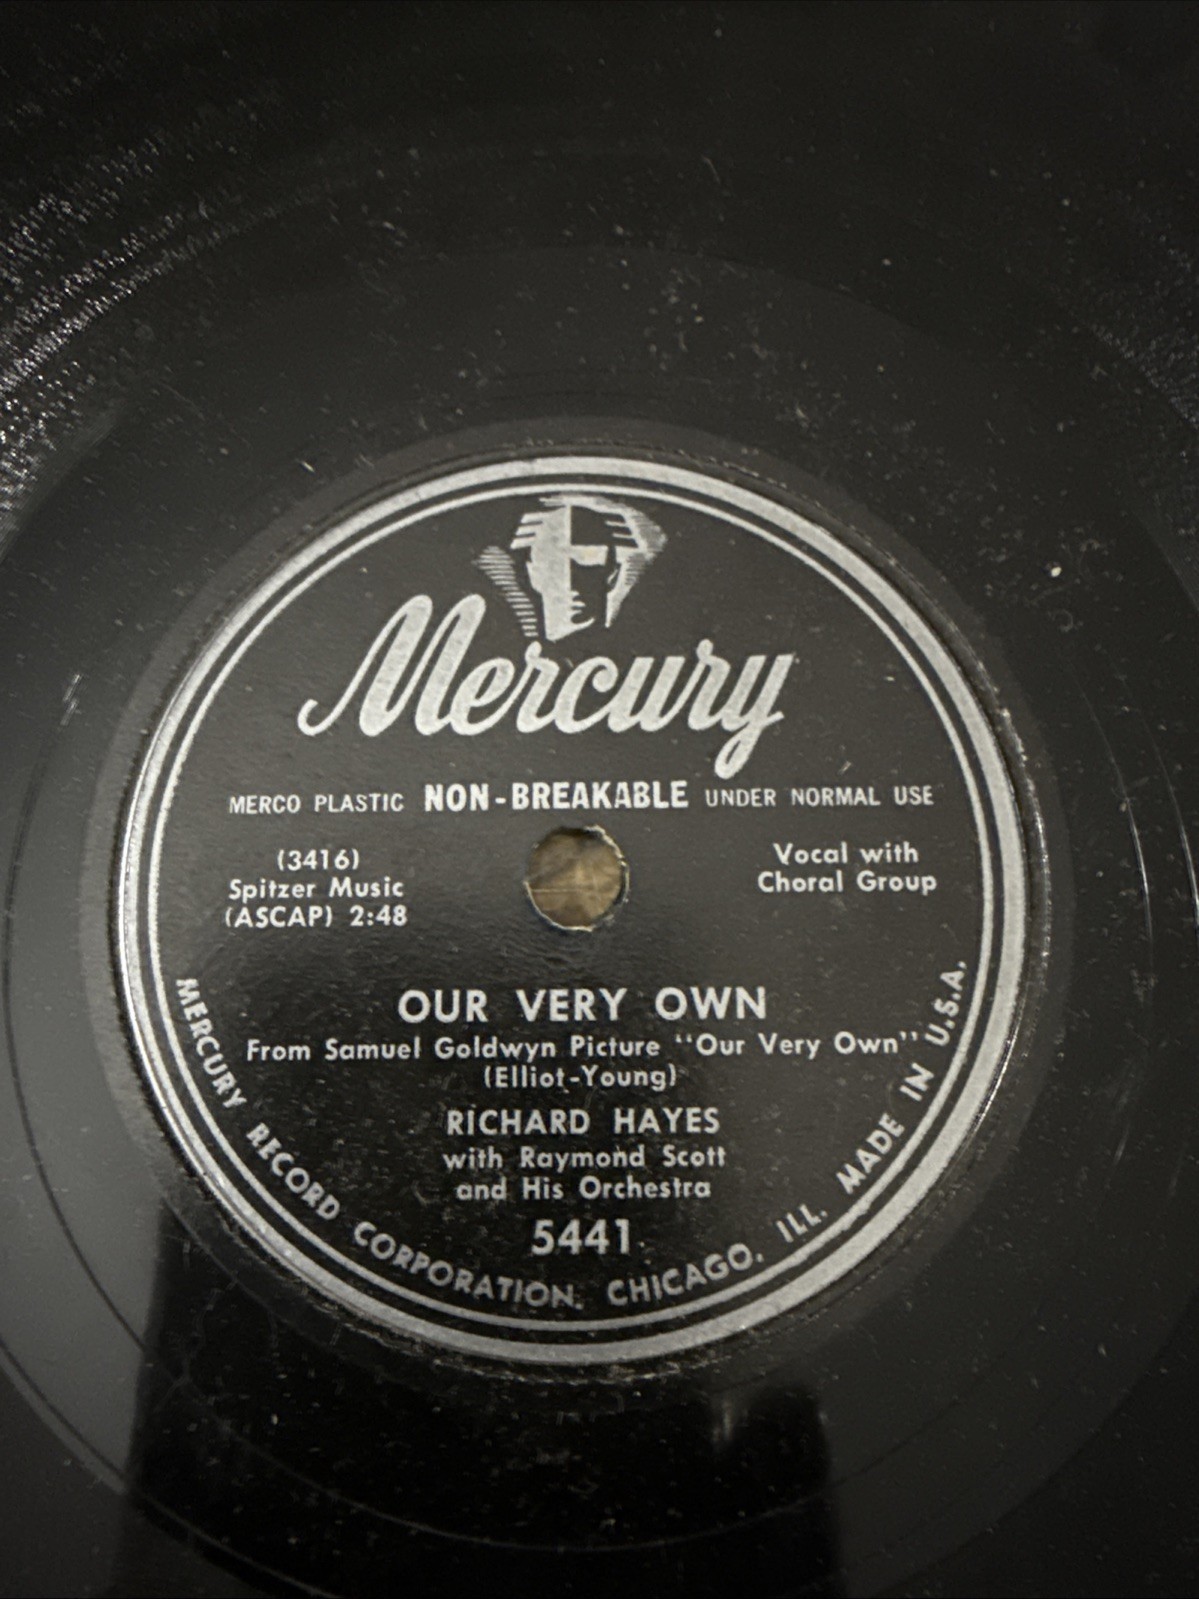 Mercury
MERCO PLASTIC NON-BREAKABLE UNDER NORMAL USE
(3416)
Spitzer Music
(ASCAP) 2:48
Vocal with
Choral Group
OUR VERY OWN
From Samuel Goldwyn Picture "Our Very Own"
(Elliot-Young)
RICHARD HAYES
with Raymond Scott
and His Orchestra
5441
MERCURY RECORD CORPORATION. CHICAGO, ILL. MADE IN U.S.A.